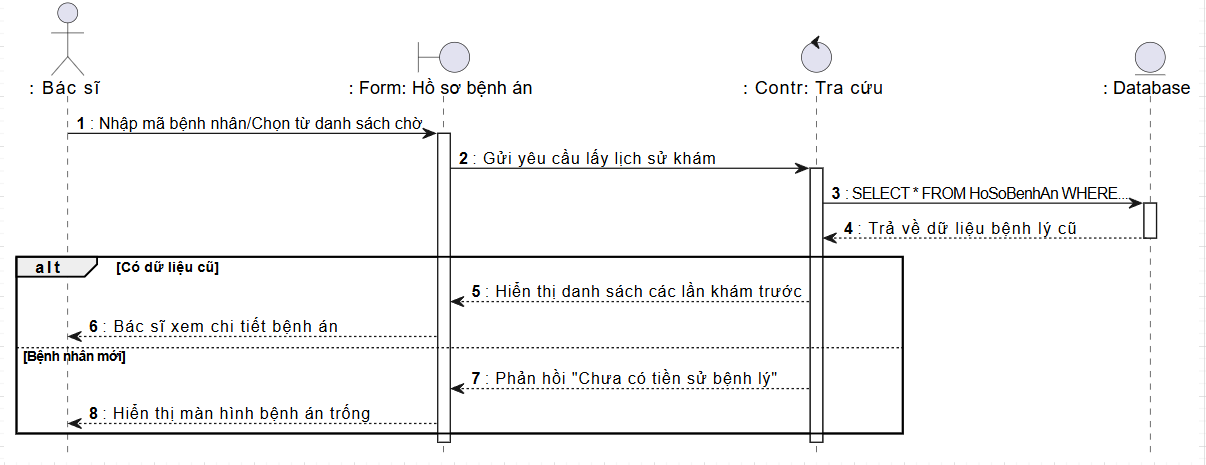 : Bác sĩ
: Form: Hồ sơ bệnh án
: Contr: Tra cứu
: Database
1 : Nhập mã bệnh nhân/Chọn từ danh sách chờ
2 : Gửi yêu cầu lấy lịch sử khám
3 : SELECT * FROM HoSoBenhAn WHERE...
4 : Trả về dữ liệu bệnh lý cũ
alt [Có dữ liệu cũ]
5 : Hiển thị danh sách các lần khám trước
6 : Bác sĩ xem chi tiết bệnh án
[Bệnh nhân mới]
7 : Phản hồi "Chưa có tiền sử bệnh lý"
8 : Hiển thị màn hình bệnh án trống